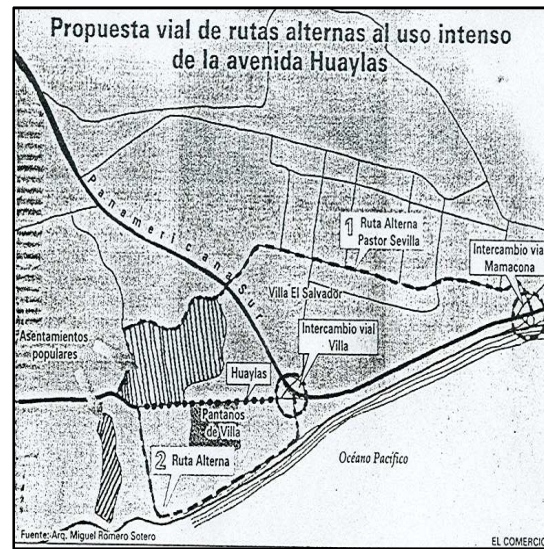 Propuesta vial de rutas alternas al uso intenso
de la avenida Huaylas
Panamericana Sur
1 Ruta Alterna
Pastor Sevilla
Intercambio vial
Mamacona
Villa El Salvador
Intercambio vial
Villa
Asentamientos
populares
Huaylas
Pantanos
de Villa
2 Ruta Alterna
Océano Pacífico
Fuente: Arq. Miguel Romero Sotero
EL COMERCIO